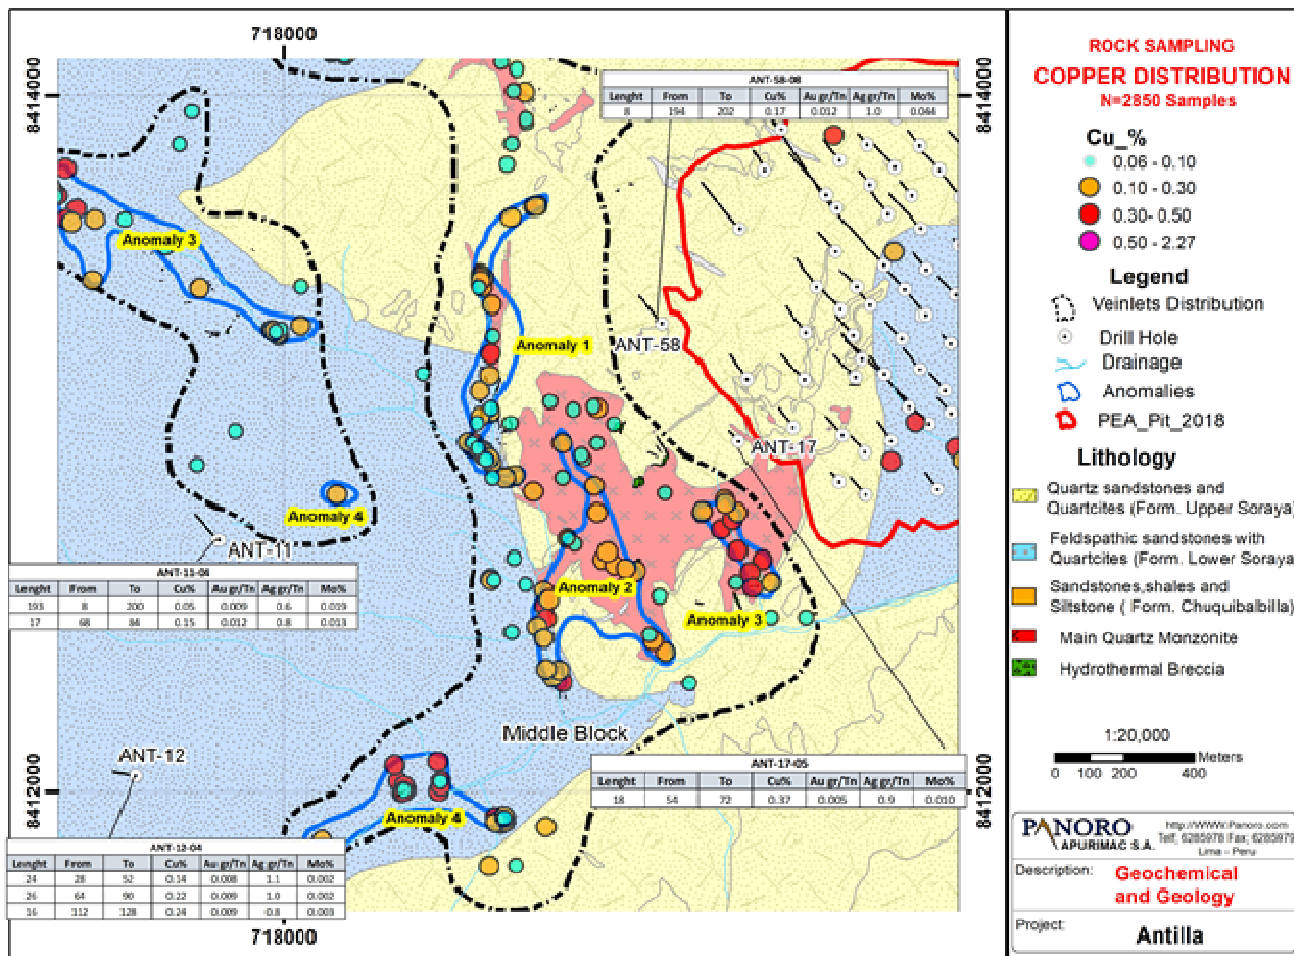 718000
8414000
8414000
ANT-58-08
Lenght From To Cu% Au gr/Tn Ag gr/Tn Mo%
8 194 202 0.17 0.012 1.0 0.044
Anomaly 3
Anomaly 1
ANT-58
ANT-17
Anomaly 4
ANT-11
ANT-11-01
Lenght From To Cu% Au gr/Tn Ag gr/Tn Mo%
193 8 200 0.05 0.009 0.6 0.019
17 68 84 0.15 0.012 0.8 0.013
Anomaly 2
Anomaly 3
Middle Block
ANT-12
ANT-17-05
Lenght From To Cu% Au gr/Tn Ag gr/Tn Mo%
18 54 72 0.37 0.005 0.9 0.010
8412000
8412000
Anomaly 4
ANT-12-04
Lenght From To Cu% Au gr/Tn Ag gr/Tn Mo%
24 28 52 0.14 0.008 1.1 0.002
26 64 90 0.22 0.009 1.0 0.002
16 112 128 0.24 0.009 0.8 0.003
718000
ROCK SAMPLING
COPPER DISTRIBUTION
N=2850 Samples
Cu_%
0.06 - 0.10
0.10 - 0.30
0.30- 0.50
0.50 - 2.27
Legend
Veinlets Distribution
Drill Hole
Drainage
Anomalies
PEA_Pit_2018
Lithology
Quartz sandstones and
Quartcites (Form. Upper Soraya)
Feldspathic sandstones with
Quartcites (Form. Lower Soraya
Sandstones,shales and
Siltstone ( Form. Chuquibalbilla)
Main Quartz Monzonite
Hydrothermal Breccia
1:20,000
Meters
0 100 200 400
PANORO
APURIMAC S.A.
http://WWW.Panoro.com
Telf; 6285978 Fax; 6285979
Lima – Peru
Description: Geochemical
and Geology
Project:
Antilla